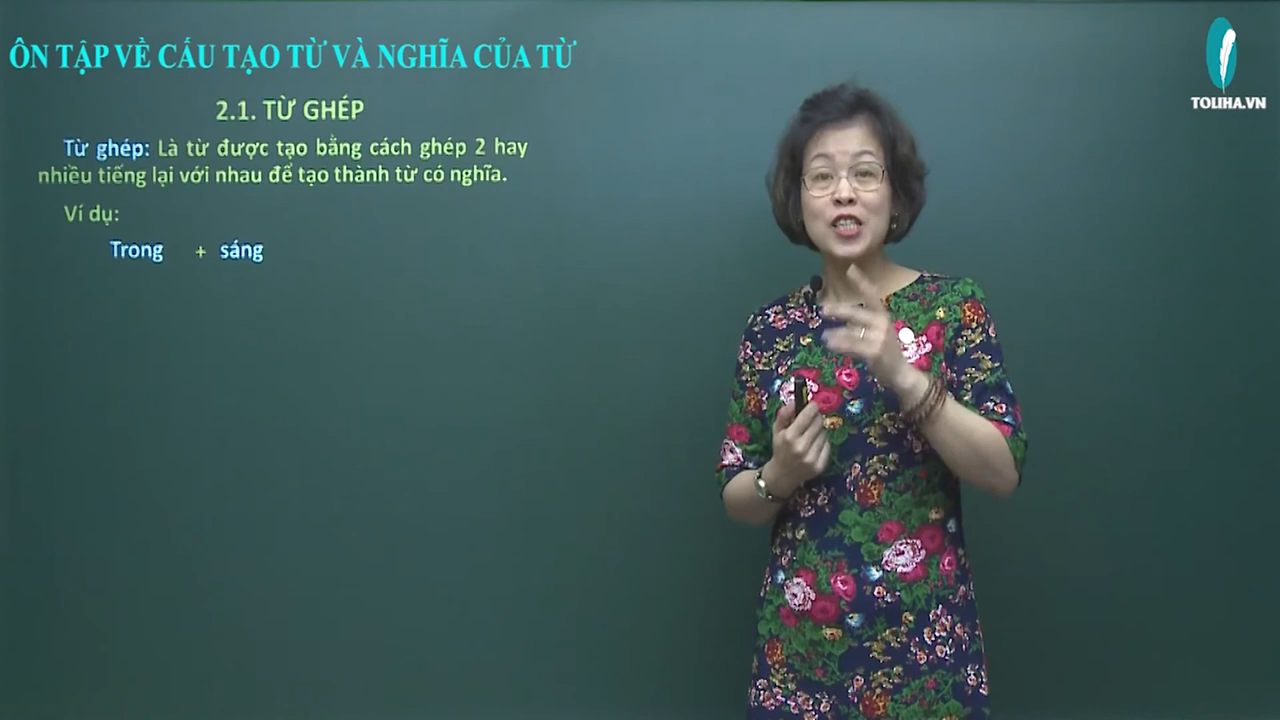 ÔN TẬP VỀ CẤU TẠO TỪ VÀ NGHĨA CỦA TỪ
TOLIHA.VN
2.1. TỪ GHÉP
Từ ghép: Là từ được tạo bằng cách ghép 2 hay
nhiều tiếng lại với nhau để tạo thành từ có nghĩa.
Ví dụ:
Trong + sáng